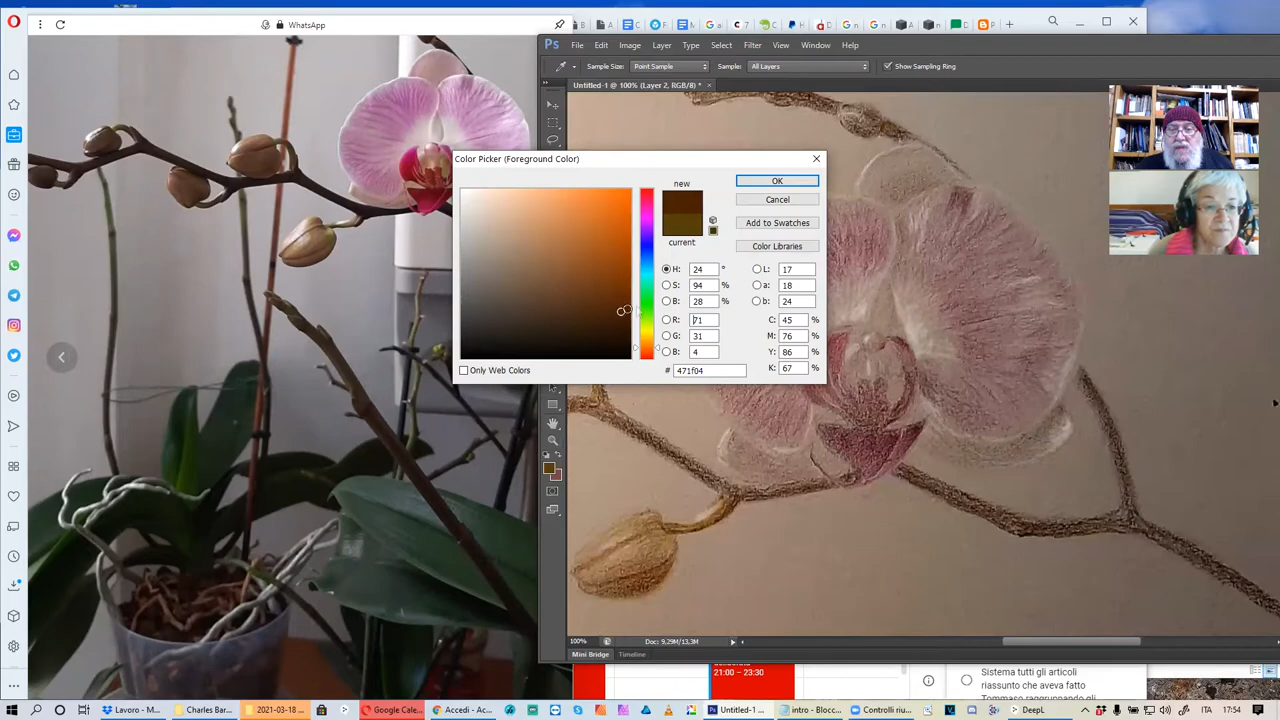 WhatsApp
Ps File Edit Image Layer Type Select Filter View Window Help
Sample Size: Point Sample Sample: All Layers Show Sampling Ring
Untitled-1 @ 100% (Layer 2, RGB/8) *
Color Picker (Foreground Color)
new
current
OK
Cancel
Add to Swatches
Color Libraries
H: 24 ° L: 17
S: 94 % a: 18
B: 28 % b: 24
R: 71 C: 45 %
G: 31 M: 76 %
B: 4 Y: 86 %
K: 67 %
Only Web Colors # 471f04
100% Doc: 9,29M/13,3M
Mini Bridge Timeline
21:00 – 23:30
Sistema tutti gli articoli
riassunto che aveva fatto
Tommaso raggruppando gli
Lavoro - M... Charles Bar... 2021-03-18 ... Google Cale... Accedi - Ac... Untitled-1 ... intro - Blocc... Controlli riu... DeepL ITA 17:54